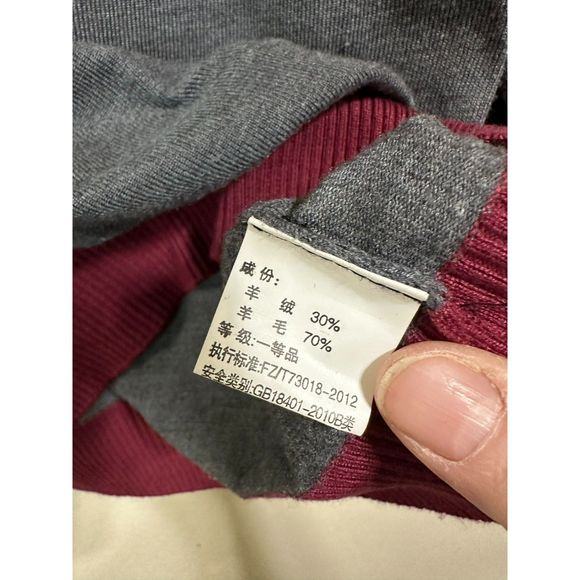 成份:
羊 绒 30%
羊 毛 70%
等 级:一等品
执行标准:FZ/T73018-2012
安全类别:GB18401-2010B类